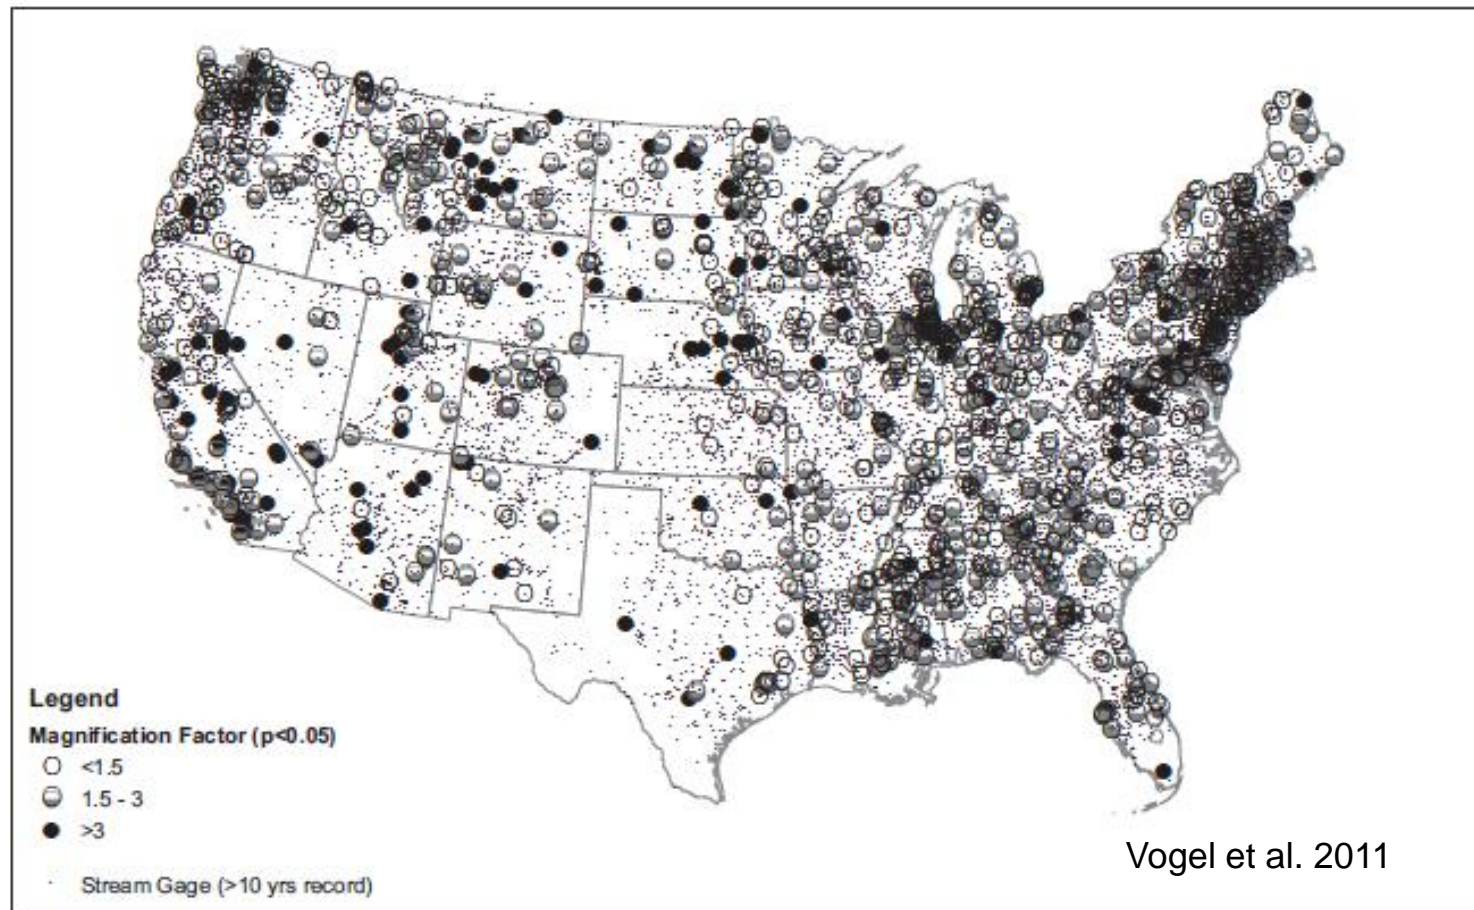 Legend
Magnification Factor (p<0.05)
<1.5
1.5 - 3
>3
Stream Gage (>10 yrs record)
Vogel et al. 2011